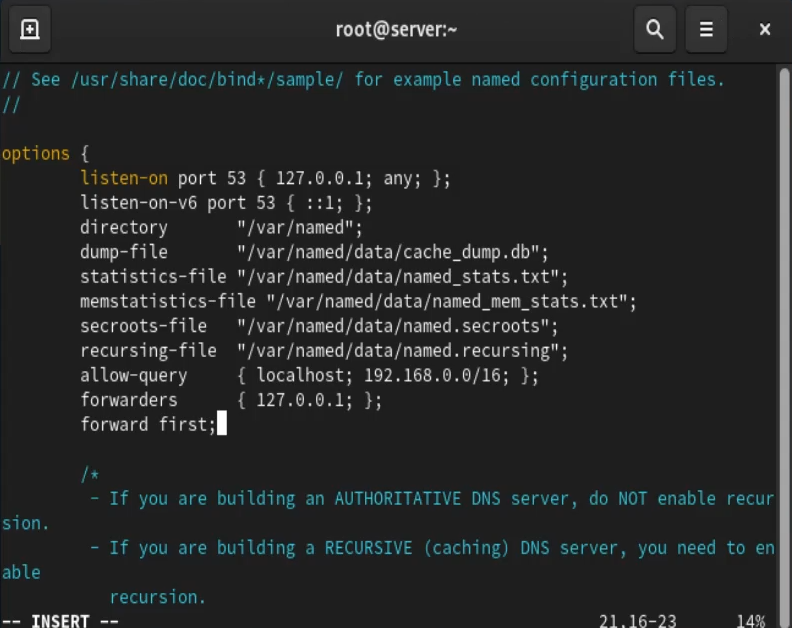 root@server:~
// See /usr/share/doc/bind*/sample/ for example named configuration files.
//
options {
listen-on port 53 { 127.0.0.1; any; };
listen-on-v6 port 53 { ::1; };
directory "/var/named";
dump-file "/var/named/data/cache_dump.db";
statistics-file "/var/named/data/named_stats.txt";
memstatistics-file "/var/named/data/named_mem_stats.txt";
secroots-file "/var/named/data/named.secroots";
recursing-file "/var/named/data/named.recursing";
allow-query { localhost; 192.168.0.0/16; };
forwarders { 127.0.0.1; };
forward first;
/*
- If you are building an AUTHORITATIVE DNS server, do NOT enable recur
sion.
- If you are building a RECURSIVE (caching) DNS server, you need to en
able
recursion.
-- INSERT -- 21,16-23 14%